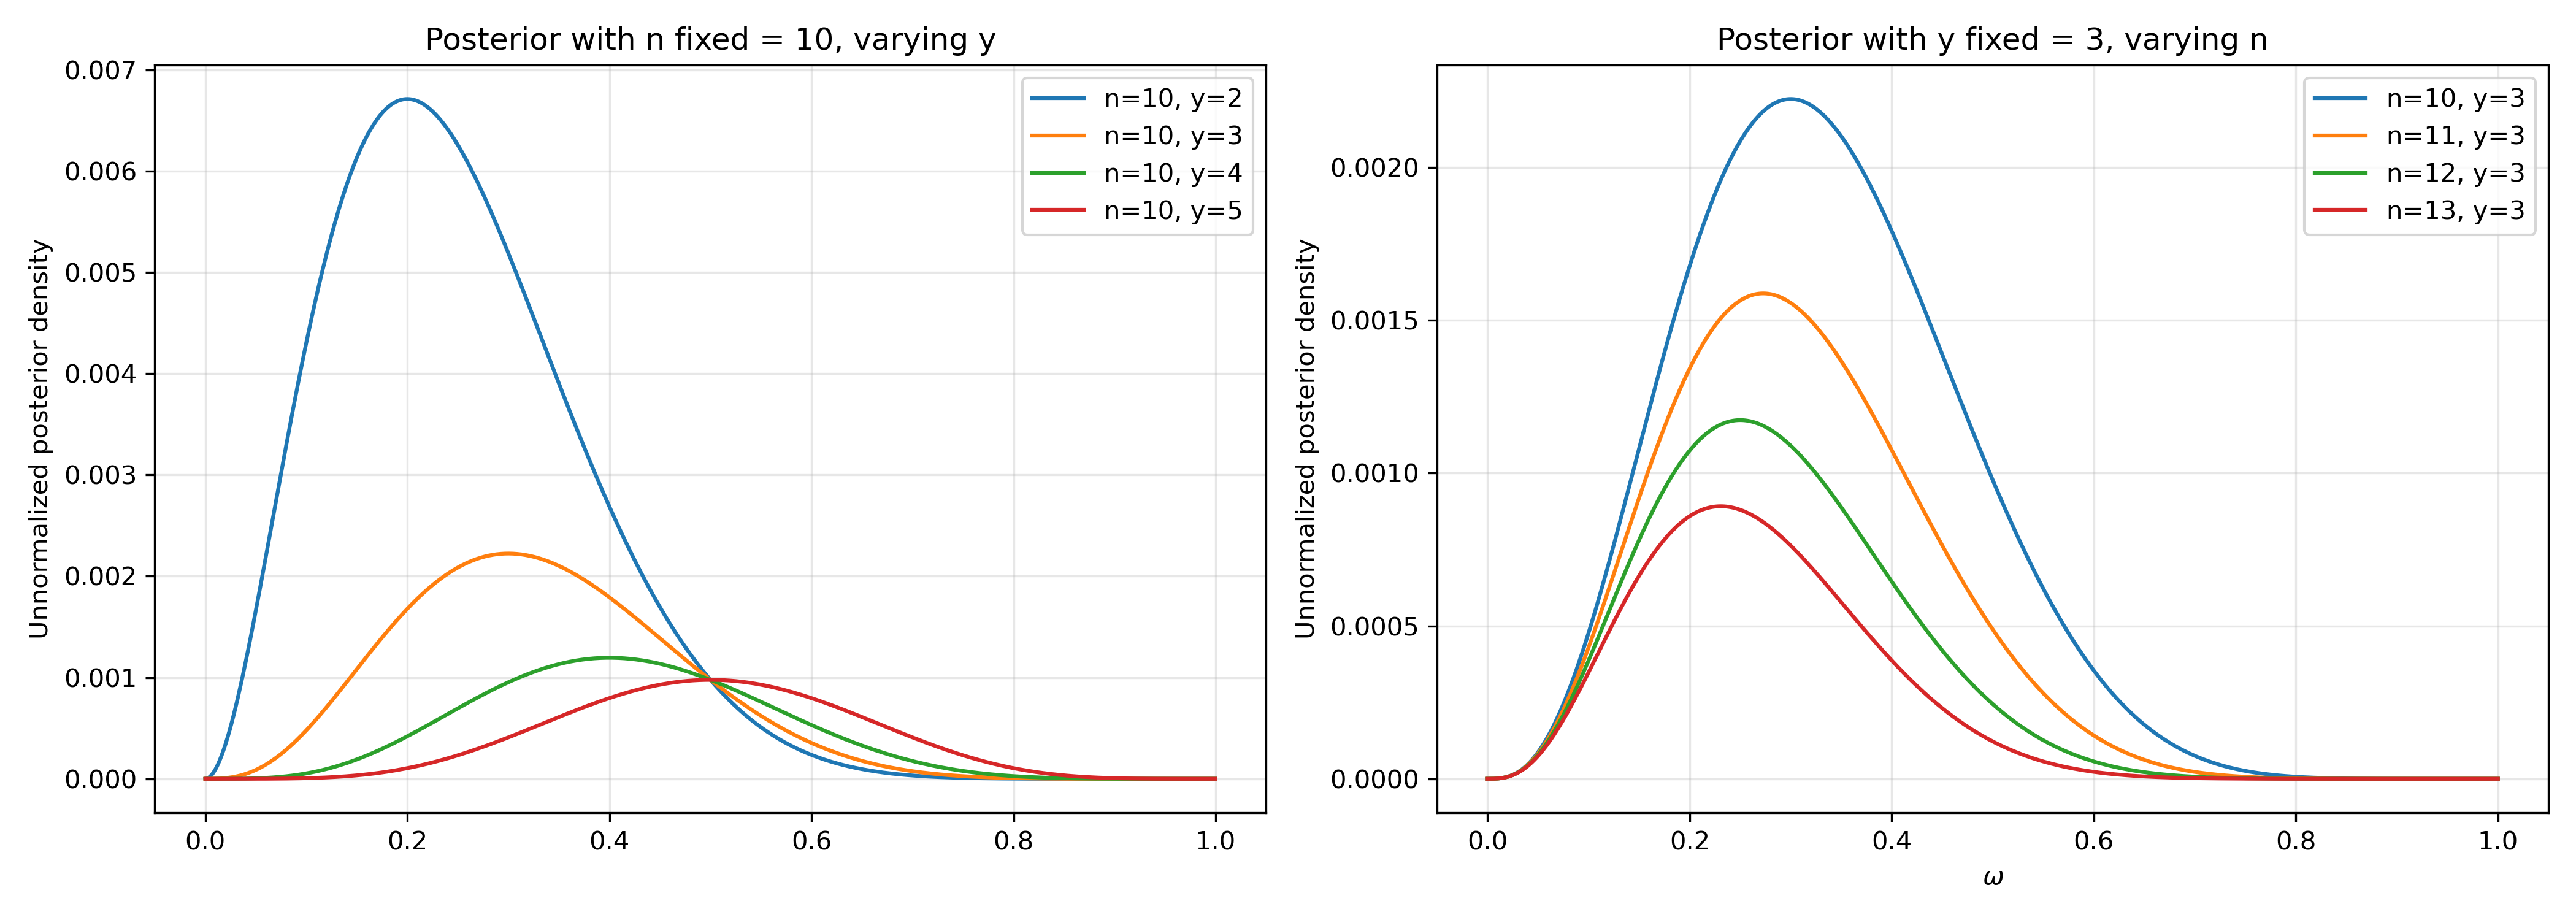 Posterior with n fixed = 10, varying y
Unnormalized posterior density
0.007
0.006
0.005
0.004
0.003
0.002
0.001
0.000
0.0 0.2 0.4 0.6 0.8 1.0
n=10, y=2
n=10, y=3
n=10, y=4
n=10, y=5
Posterior with y fixed = 3, varying n
Unnormalized posterior density
0.0020
0.0015
0.0010
0.0005
0.0000
0.0 0.2 0.4 0.6 0.8 1.0
ω
n=10, y=3
n=11, y=3
n=12, y=3
n=13, y=3